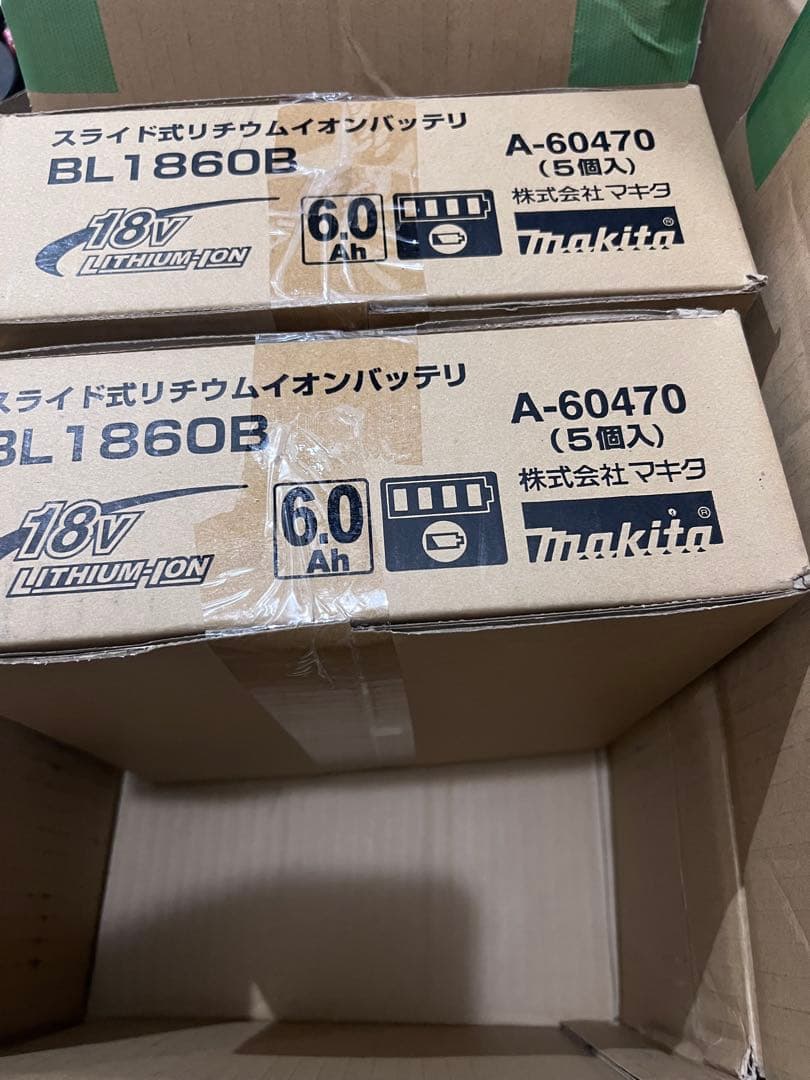 スライド式リチウムイオンバッテリ
BL1860B
A-60470
(5個入)
株式会社マキタ
18V
LITHIUM-ION
6.0
Ah
makita®
スライド式リチウムイオンバッテリ
BL1860B
A-60470
(5個入)
株式会社マキタ
18V
LITHIUM-ION
6.0
Ah
makita®